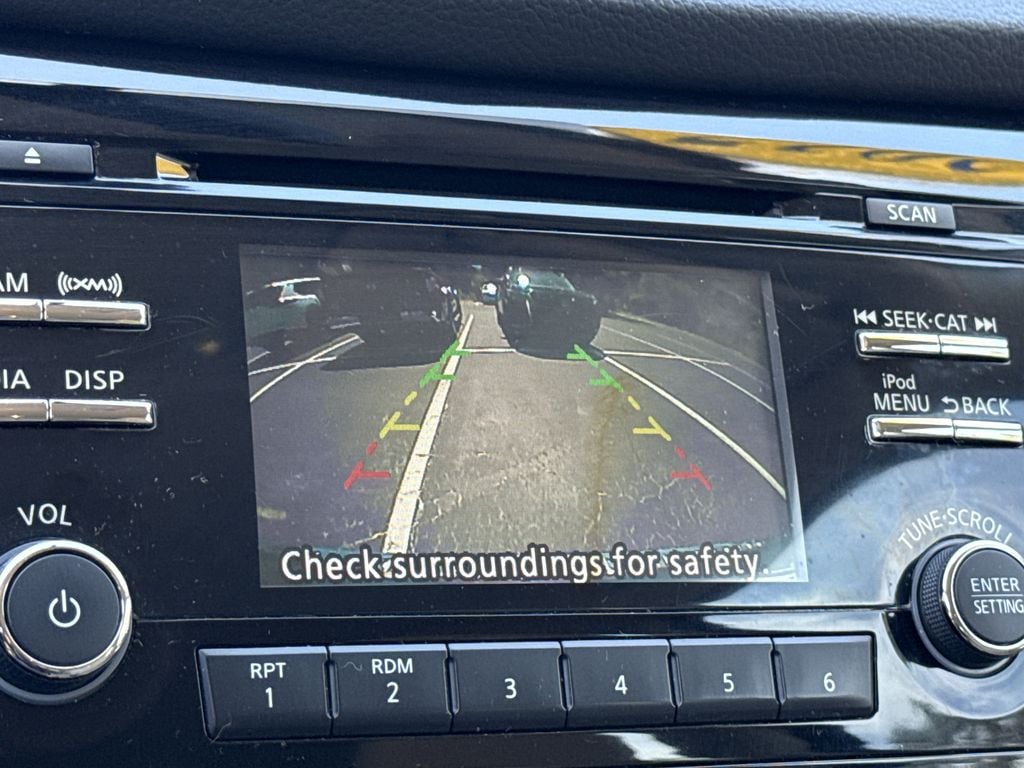 SCAN
AM
((XM))
SEEK·CAT
IA DISP
iPod
MENU BACK
VOL
TUNE·SCROLL
ENTER
SETTING
Check surroundings for safety.
RPT
1
RDM
2
3
4
5
6